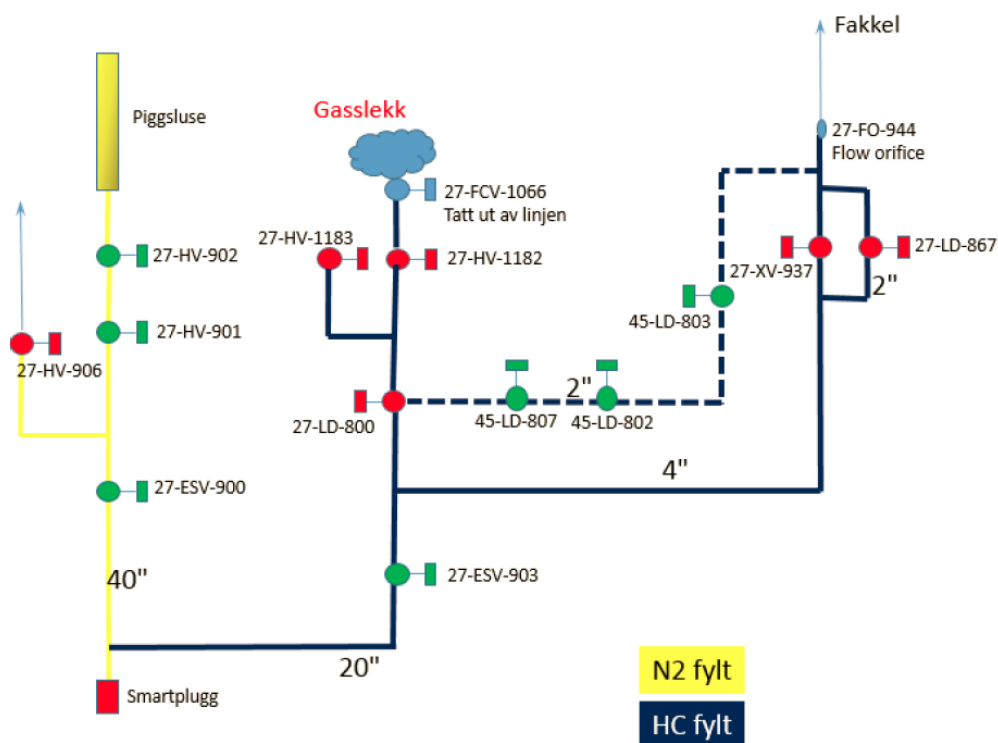 Fakkel
Piggsluse
Gasslekk
27-FO-944
Flow orifice
27-FCV-1066
Tatt ut av linjen
27-HV-1183
27-HV-902
27-HV-1182
27-LD-867
27-XV-937
2"
27-HV-901
45-LD-803
27-HV-906
2"
27-LD-800
45-LD-807
45-LD-802
4"
27-ESV-900
40"
27-ESV-903
20"
Smartplugg
N2 fylt
HC fylt